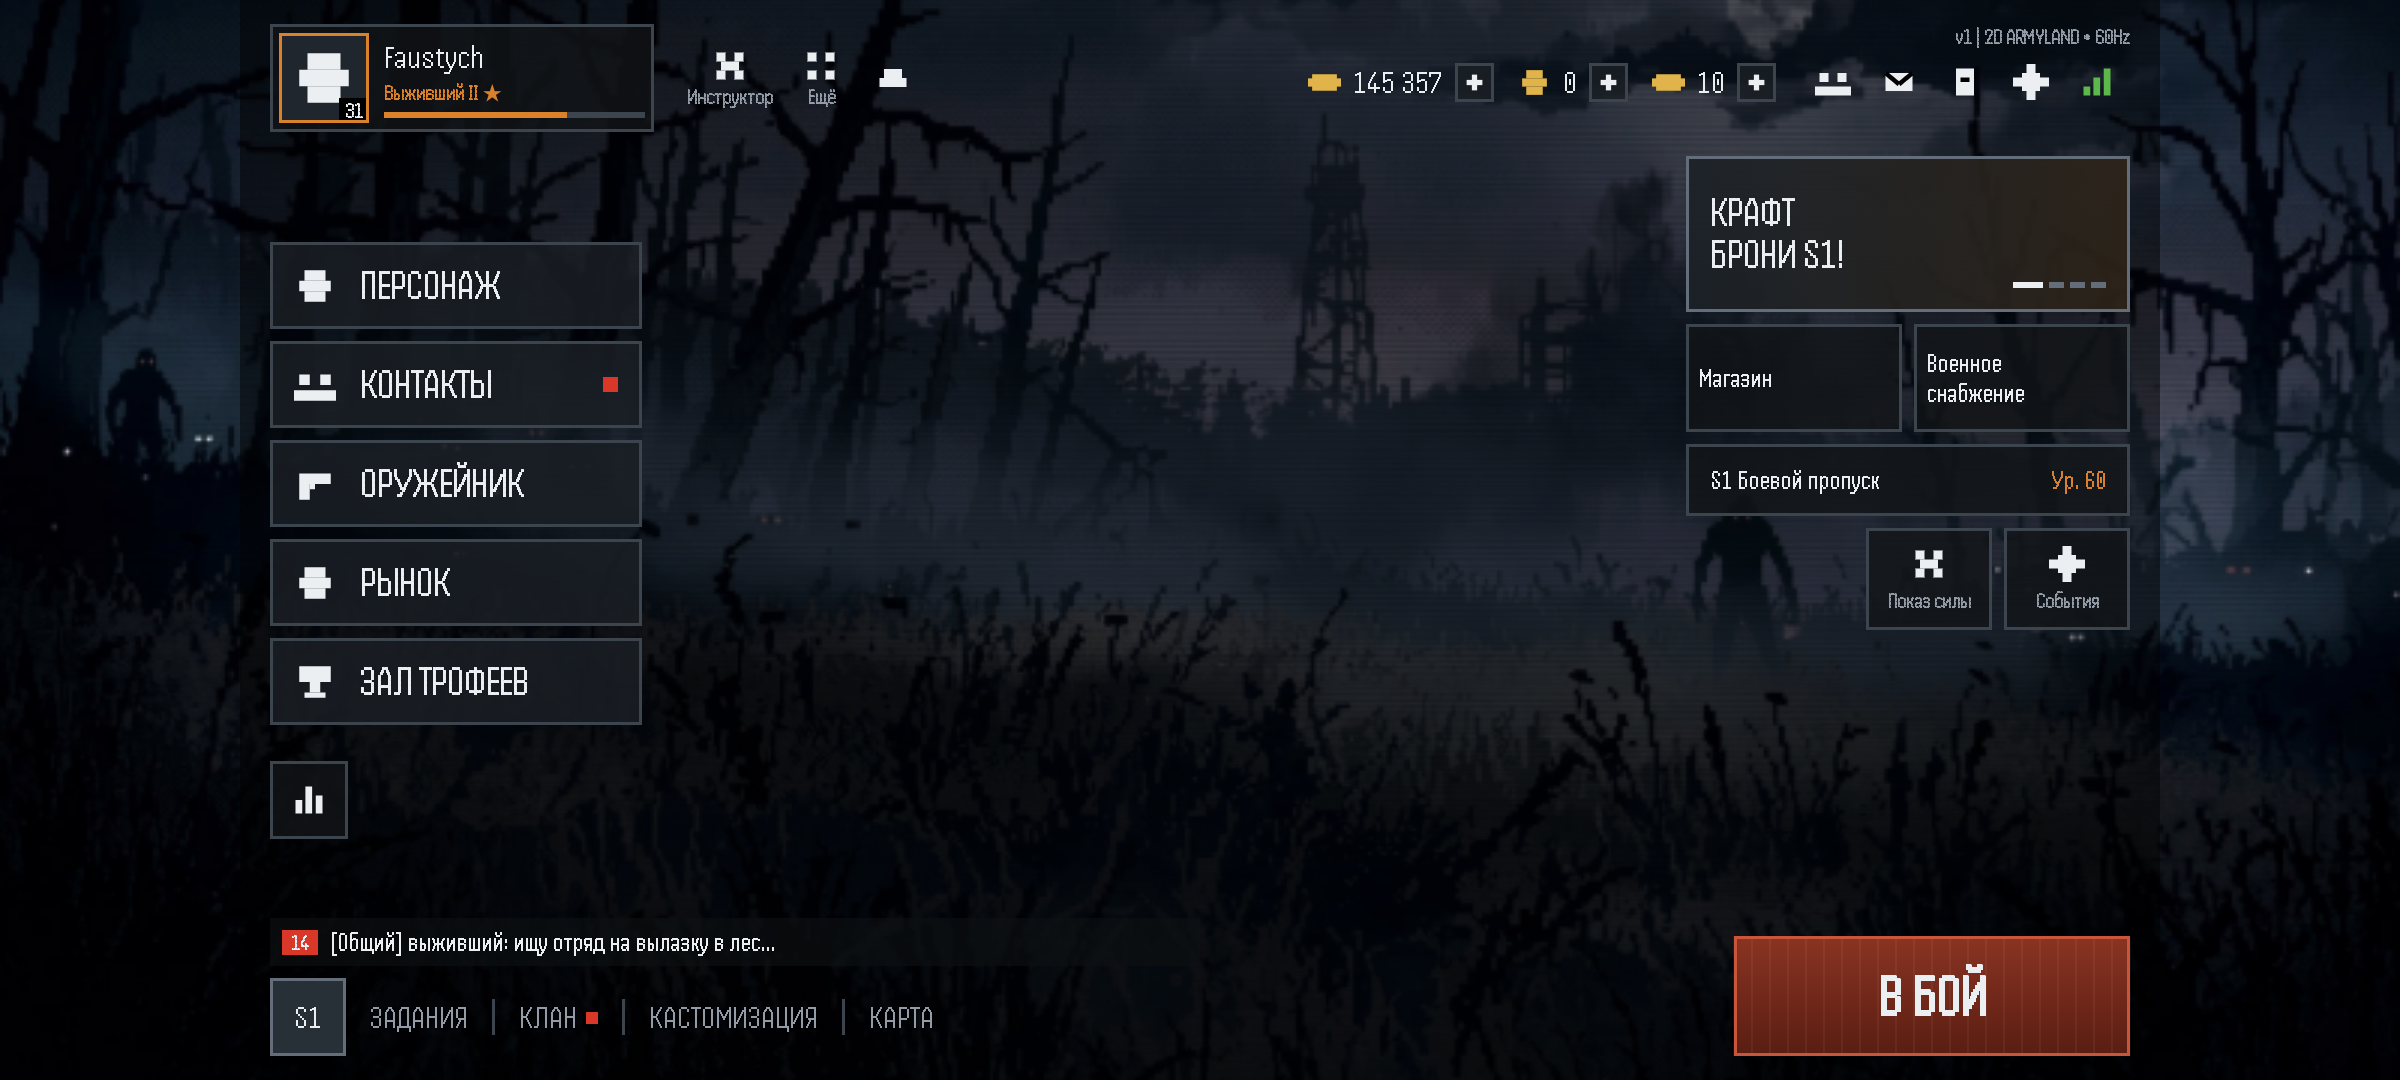 Faustych
Выживший II ★
31
Инструктор
Ещё
145 357
0
10
v1 | 2D ARMYLAND • 60Hz
ПЕРСОНАЖ
КОНТАКТЫ
ОРУЖЕЙНИК
РЫНОК
ЗАЛ ТРОФЕЕВ
КРАФТ
БРОНИ S1!
Магазин
Военное
снабжение
S1 Боевой пропуск
Ур. 60
Показ силы
События
14 [Общий] выживший: ищу отряд на вылазку в лес...
S1
ЗАДАНИЯ
КЛАН
КАСТОМИЗАЦИЯ
КАРТА
В БОЙ